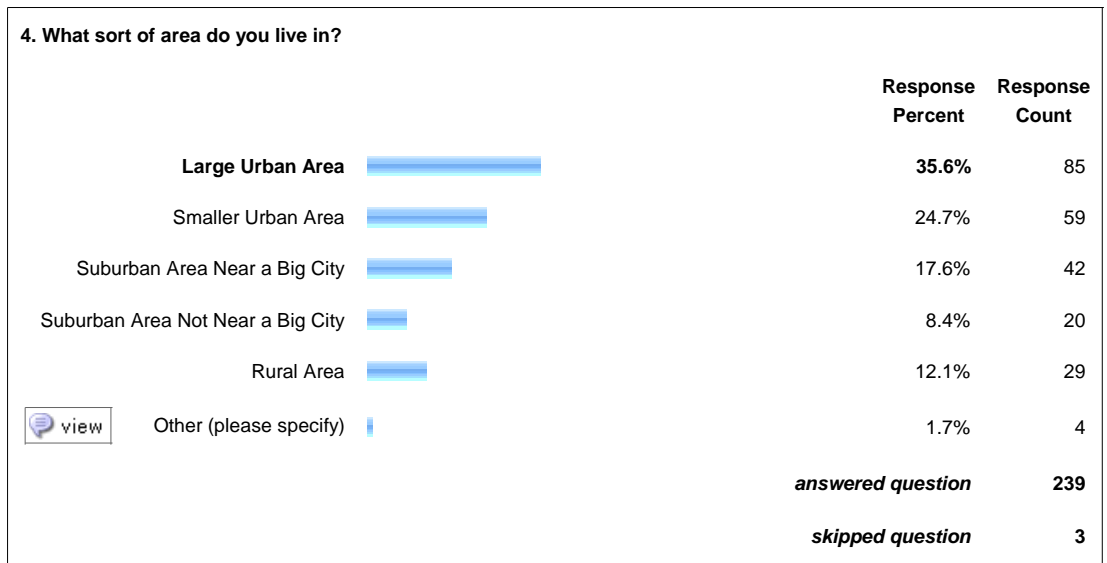 4. What sort of area do you live in?
Response Response
Percent Count
Large Urban Area 35.6% 85
Smaller Urban Area 24.7% 59
Suburban Area Near a Big City 17.6% 42
Suburban Area Not Near a Big City 8.4% 20
Rural Area 12.1% 29
view Other (please specify) 1.7% 4
answered question 239
skipped question 3